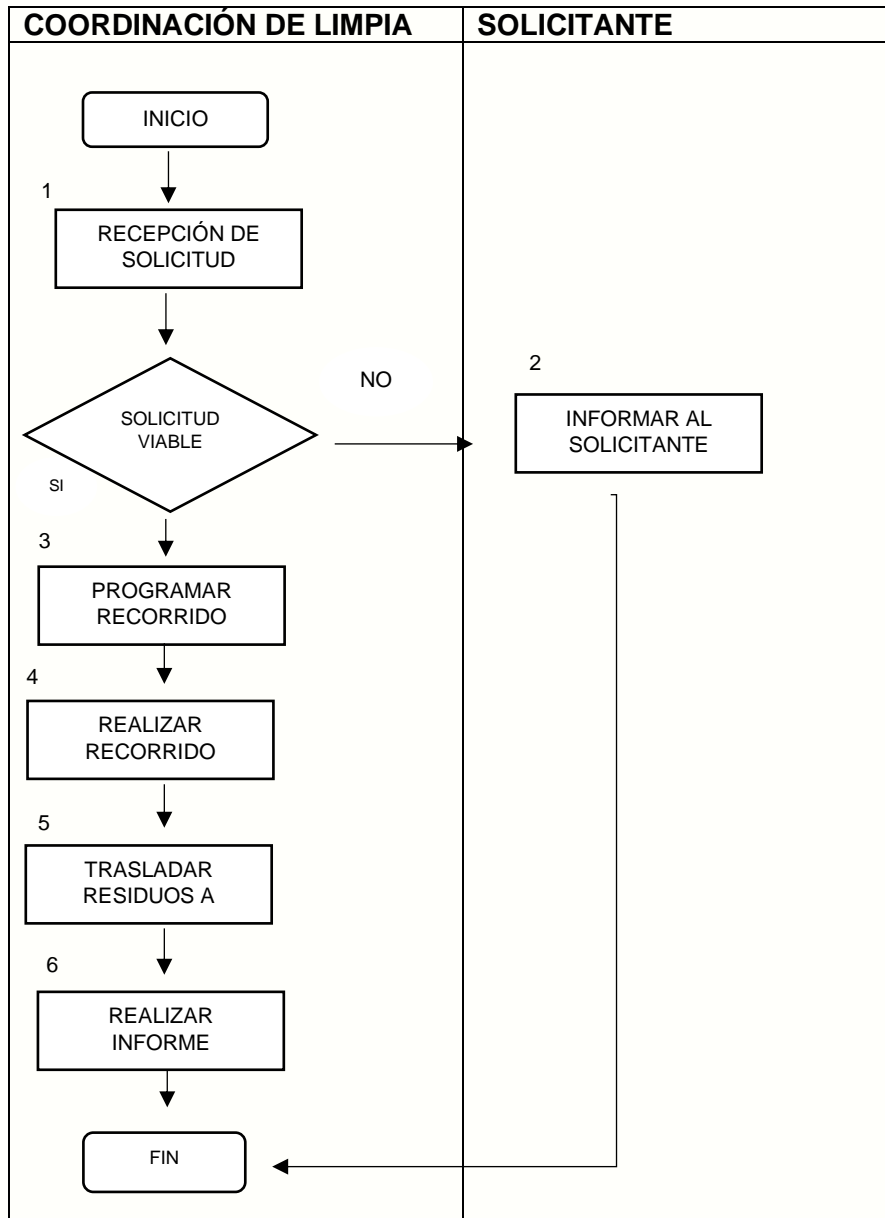 COORDINACIÓN DE LIMPIA
SOLICITANTE
INICIO
1
RECEPCIÓN DE
SOLICITUD
SOLICITUD
VIABLE
NO
2
INFORMAR AL
SOLICITANTE
SI
3
PROGRAMAR
RECORRIDO
4
REALIZAR
RECORRIDO
5
TRASLADAR
RESIDUOS A
6
REALIZAR
INFORME
FIN